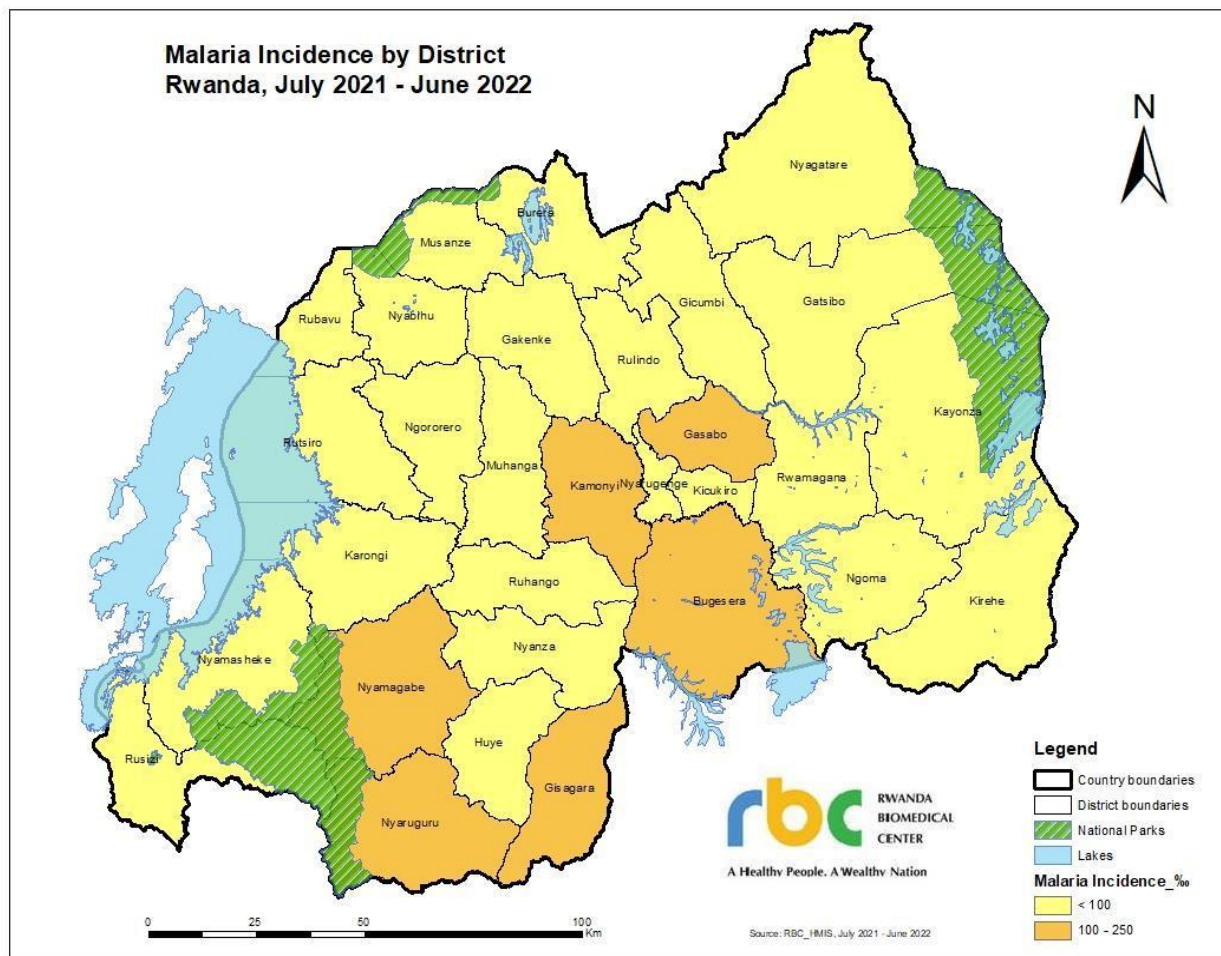 Malaria Incidence by District
Rwanda, July 2021 - June 2022
N
Nyagatare
Burera
Musanze
Gicumbi
Gatsibo
Rubavu
Nyabihu
Gakenke
Rulindo
Kayonza
Gasabo
Rutsiro
Ngororero
Muhanga
Kamonyi
Nyarugenge
Kicukiro
Rwamagana
Karongi
Ruhango
Ngoma
Kirehe
Bugesera
Nyamasheke
Nyanza
Nyamagabe
Huye
Rusizi
Gisagara
Nyaruguru
rbc
RWANDA
BIOMEDICAL
CENTER
A Healthy People. A Wealthy Nation
Legend
Country boundaries
District boundaries
National Parks
Lakes
Malaria Incidence_‰
< 100
100 - 250
0 25 50 100
Km
Source: RBC_HMIS, July 2021 - June 2022